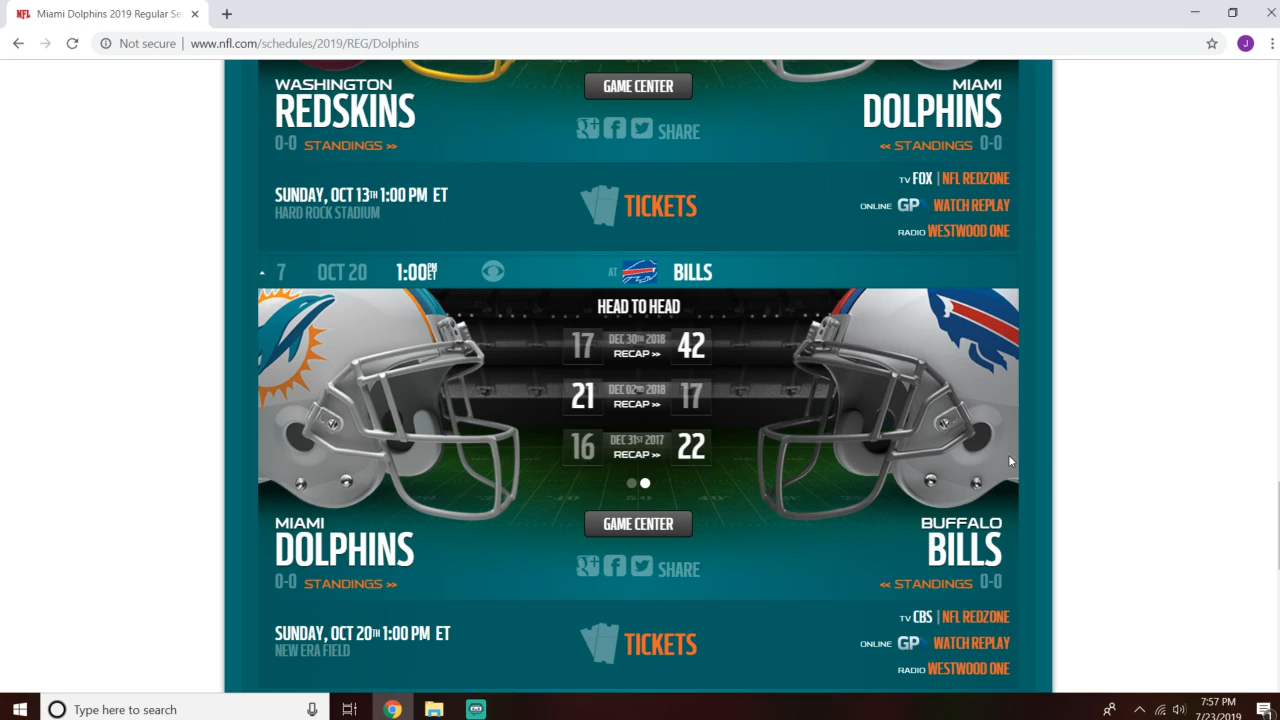 Miami Dolphins 2019 Regular Se
Not secure | www.nfl.com/schedules/2019/REG/Dolphins
J
WASHINGTON
REDSKINS
0-0 STANDINGS >>
GAME CENTER
SHARE
MIAMI
DOLPHINS
<< STANDINGS 0-0
SUNDAY, OCT 13TH 1:00 PM ET
HARD ROCK STADIUM
TICKETS
TV FOX | NFL REDZONE
ONLINE GP WATCH REPLAY
RADIO WESTWOOD ONE
7 OCT 20 1:00 PM ET AT BILLS
HEAD TO HEAD
17 DEC 30TH 2018 42
RECAP >>
21 DEC 02ND 2018 17
RECAP >>
16 DEC 31ST 2017 22
RECAP >>
GAME CENTER
MIAMI
DOLPHINS
0-0 STANDINGS >>
SHARE
BUFFALO
BILLS
<< STANDINGS 0-0
SUNDAY, OCT 20TH 1:00 PM ET
NEW ERA FIELD
TICKETS
TV CBS | NFL REDZONE
ONLINE GP WATCH REPLAY
RADIO WESTWOOD ONE
Type here to search
7:57 PM
7/23/2019